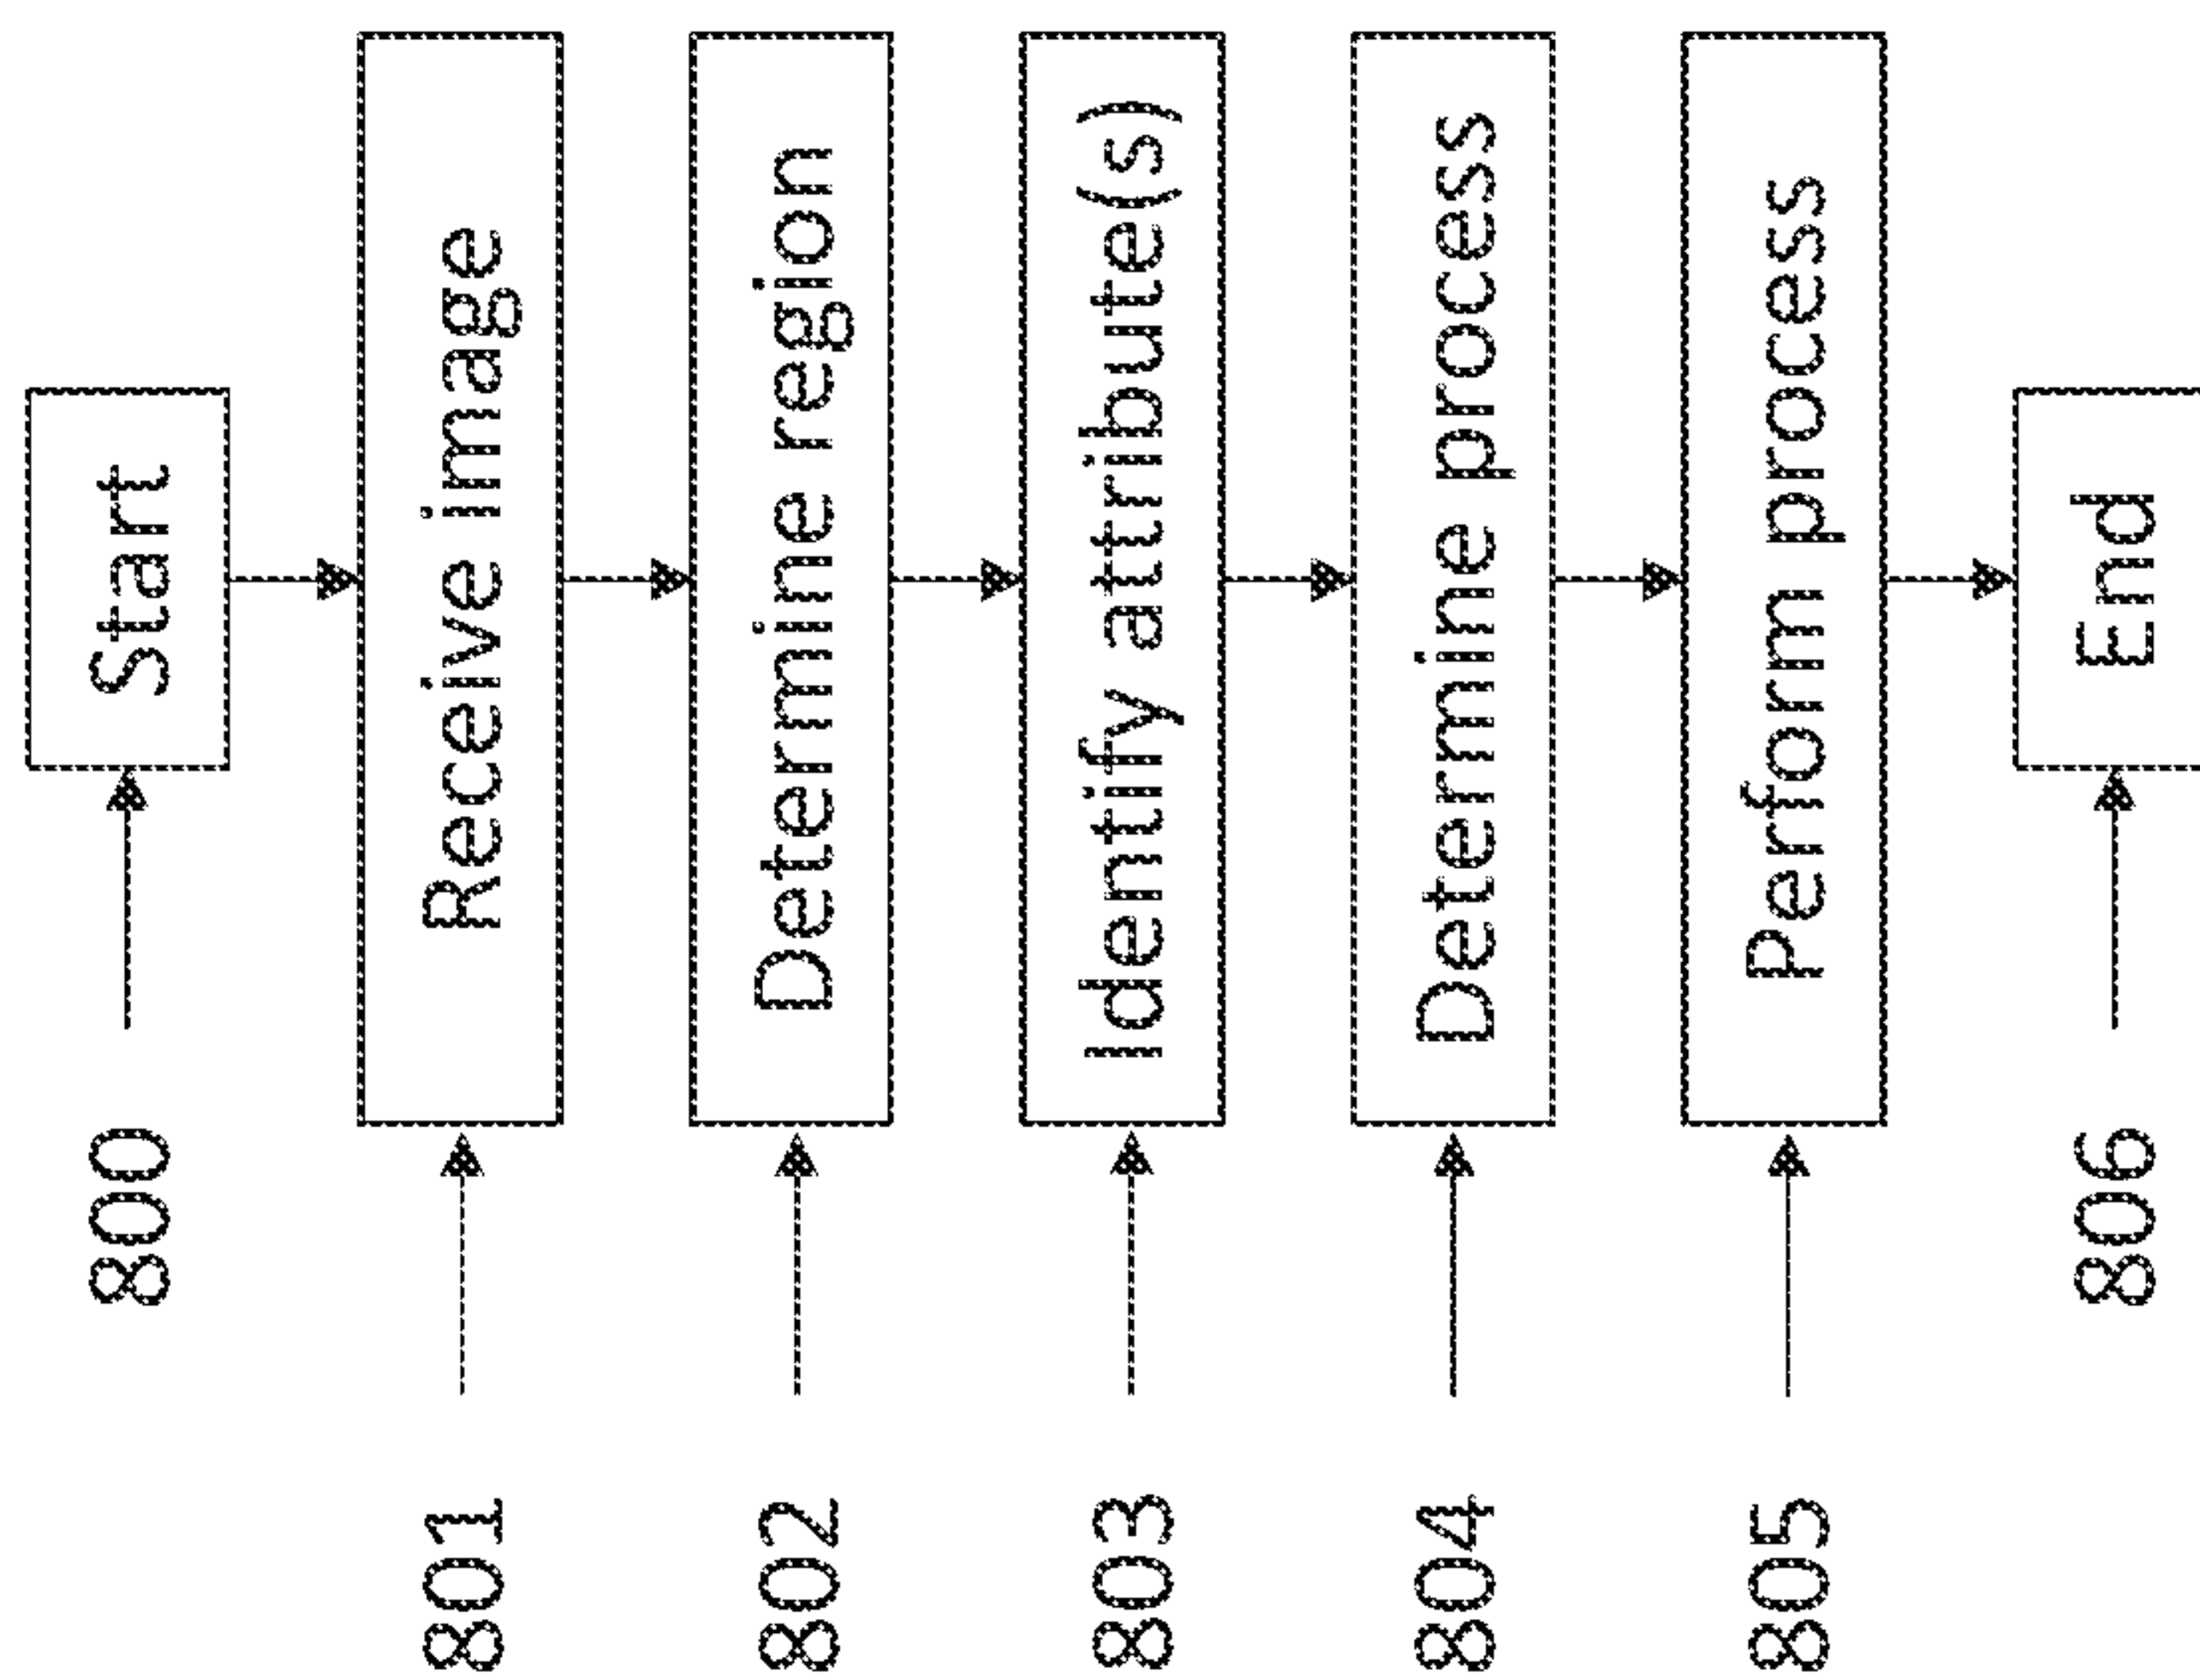 800 Start
801 Receive image
802 Determine region
803 Identify attribute(s)
804 Determine process
805 Perform process
806 End